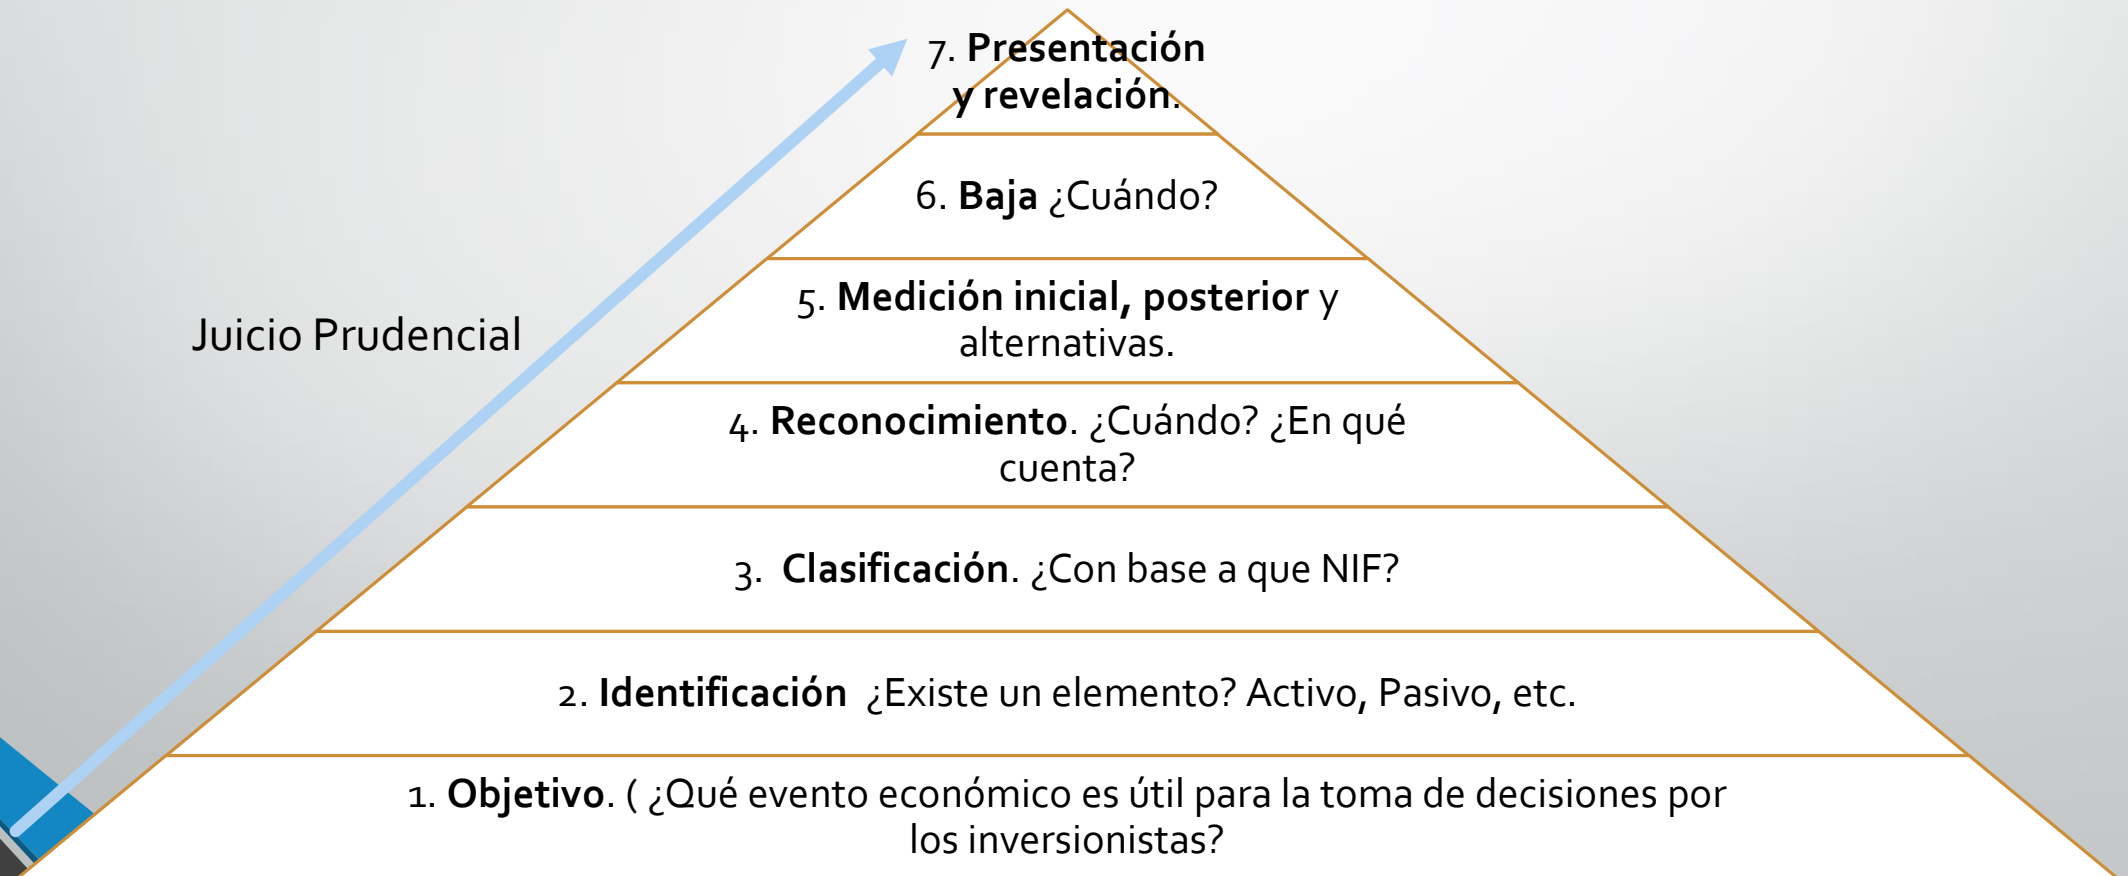 7. Presentación
y revelación.
6. Baja ¿Cuándo?
5. Medición inicial, posterior y
alternativas.
Juicio Prudencial
4. Reconocimiento. ¿Cuándo? ¿En qué
cuenta?
3. Clasificación. ¿Con base a que NIF?
2. Identificación ¿Existe un elemento? Activo, Pasivo, etc.
1. Objetivo. ( ¿Qué evento económico es útil para la toma de decisiones por
los inversionistas?